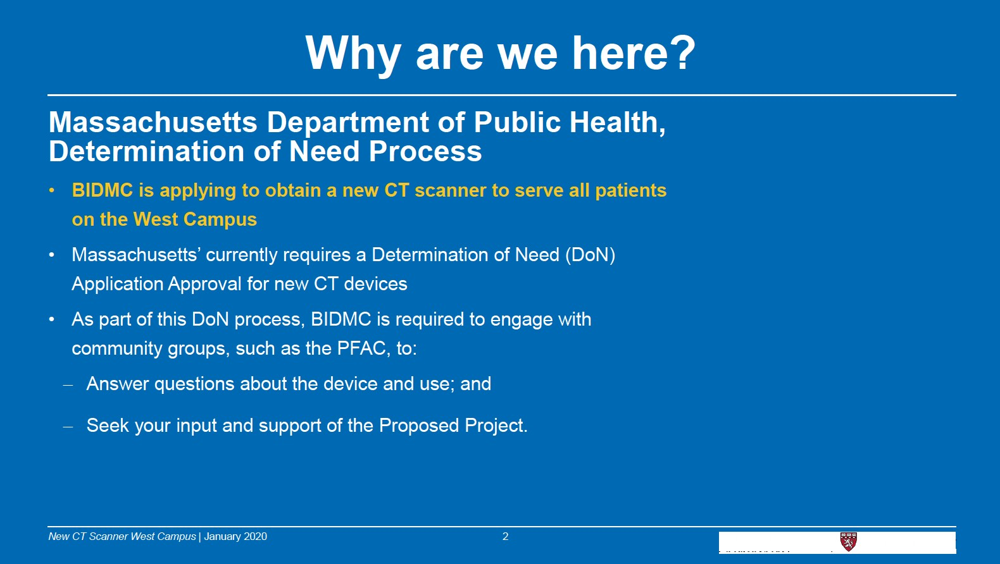 Why are we here?
Massachusetts Department of Public Health,
Determination of Need Process
• BIDMC is applying to obtain a new CT scanner to serve all patients
on the West Campus
• Massachusetts’ currently requires a Determination of Need (DoN)
Application Approval for new CT devices
• As part of this DoN process, BIDMC is required to engage with
community groups, such as the PFAC, to:
– Answer questions about the device and use; and
– Seek your input and support of the Proposed Project.
New CT Scanner West Campus | January 2020
2